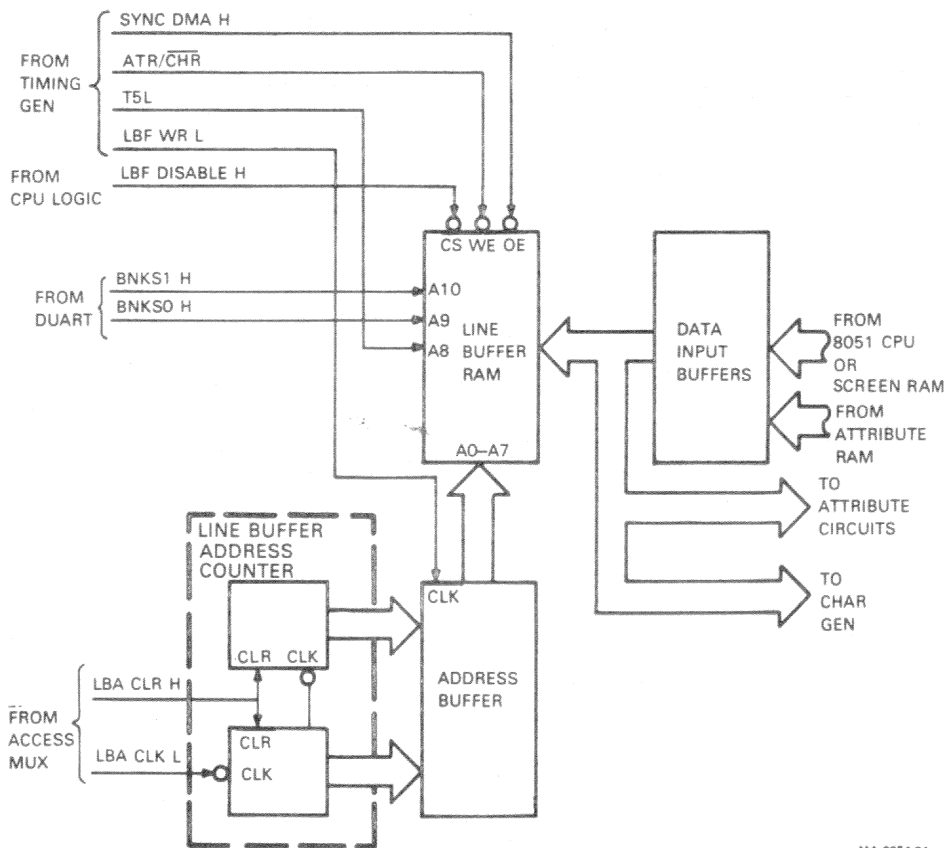 SYNC DMA H
FROM
TIMING
GEN
ATR/C̅H̅R̅
T5L
LBF WR L
FROM
CPU LOGIC
LBF DISABLE H
CS WE OE
FROM
DUART
BNKS1 H
BNKS0 H
A10
A9
A8
LINE
BUFFER
RAM
A0–A7
DATA
INPUT
BUFFERS
FROM
8051 CPU
OR
SCREEN RAM
FROM
ATTRIBUTE
RAM
TO
ATTRIBUTE
CIRCUITS
TO
CHAR
GEN
LINE BUFFER
ADDRESS
COUNTER
CLR CLK
CLK
ADDRESS
BUFFER
FROM
ACCESS
MUX
LBA CLR H
LBA CLK L
CLR
CLK